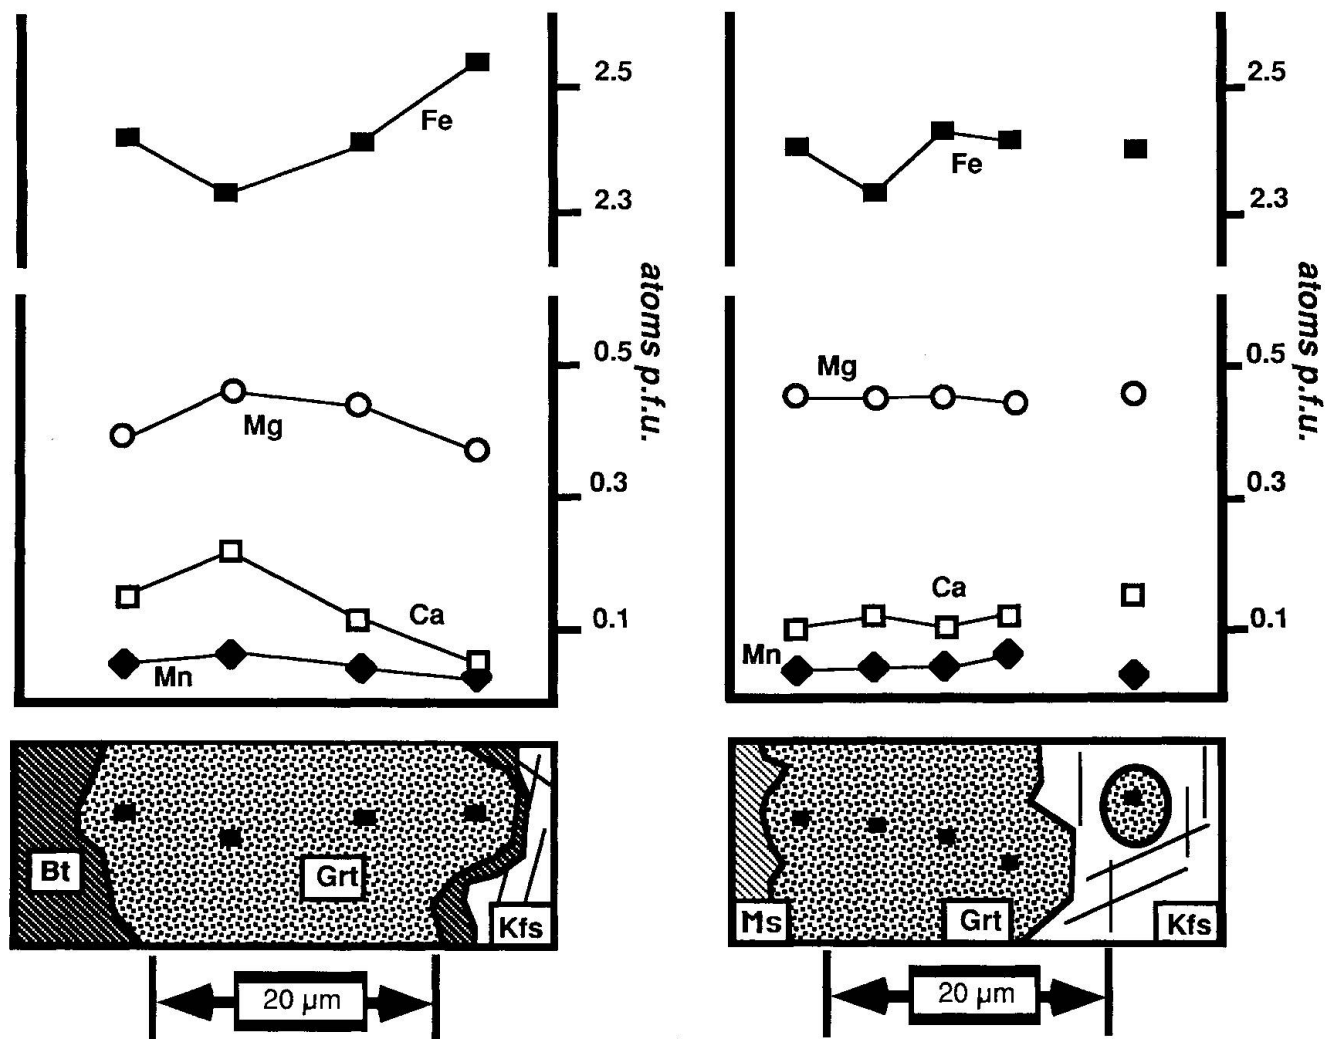 2.5
Fe
2.3
atoms p.f.u.
0.5
Mg
0.3
Ca
0.1
Mn
Bt
Grt
Kfs
20 µm
2.5
Fe
2.3
atoms p.f.u.
0.5
Mg
0.3
Ca
0.1
Mn
Ms
Grt
Kfs
20 µm